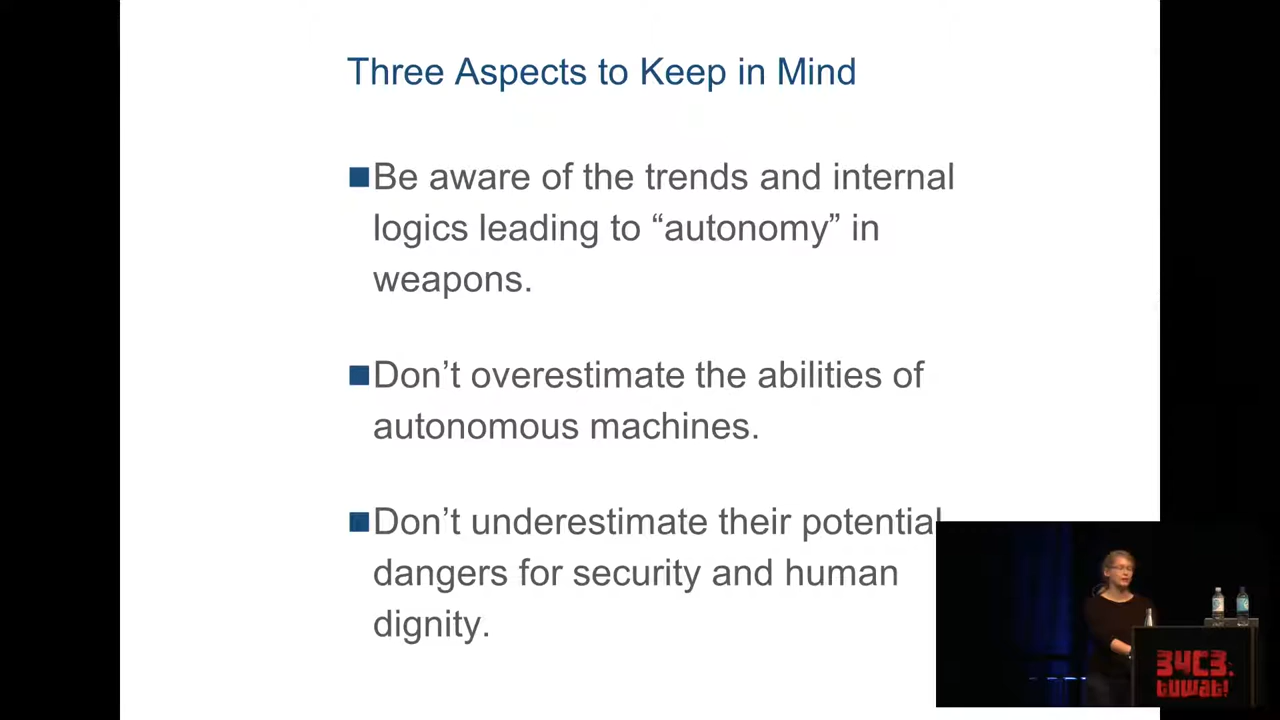 Three Aspects to Keep in Mind
Be aware of the trends and internal
logics leading to “autonomy” in
weapons.
Don’t overestimate the abilities of
autonomous machines.
Don’t underestimate their potential
dangers for security and human
dignity.
34C3.
tuwat!